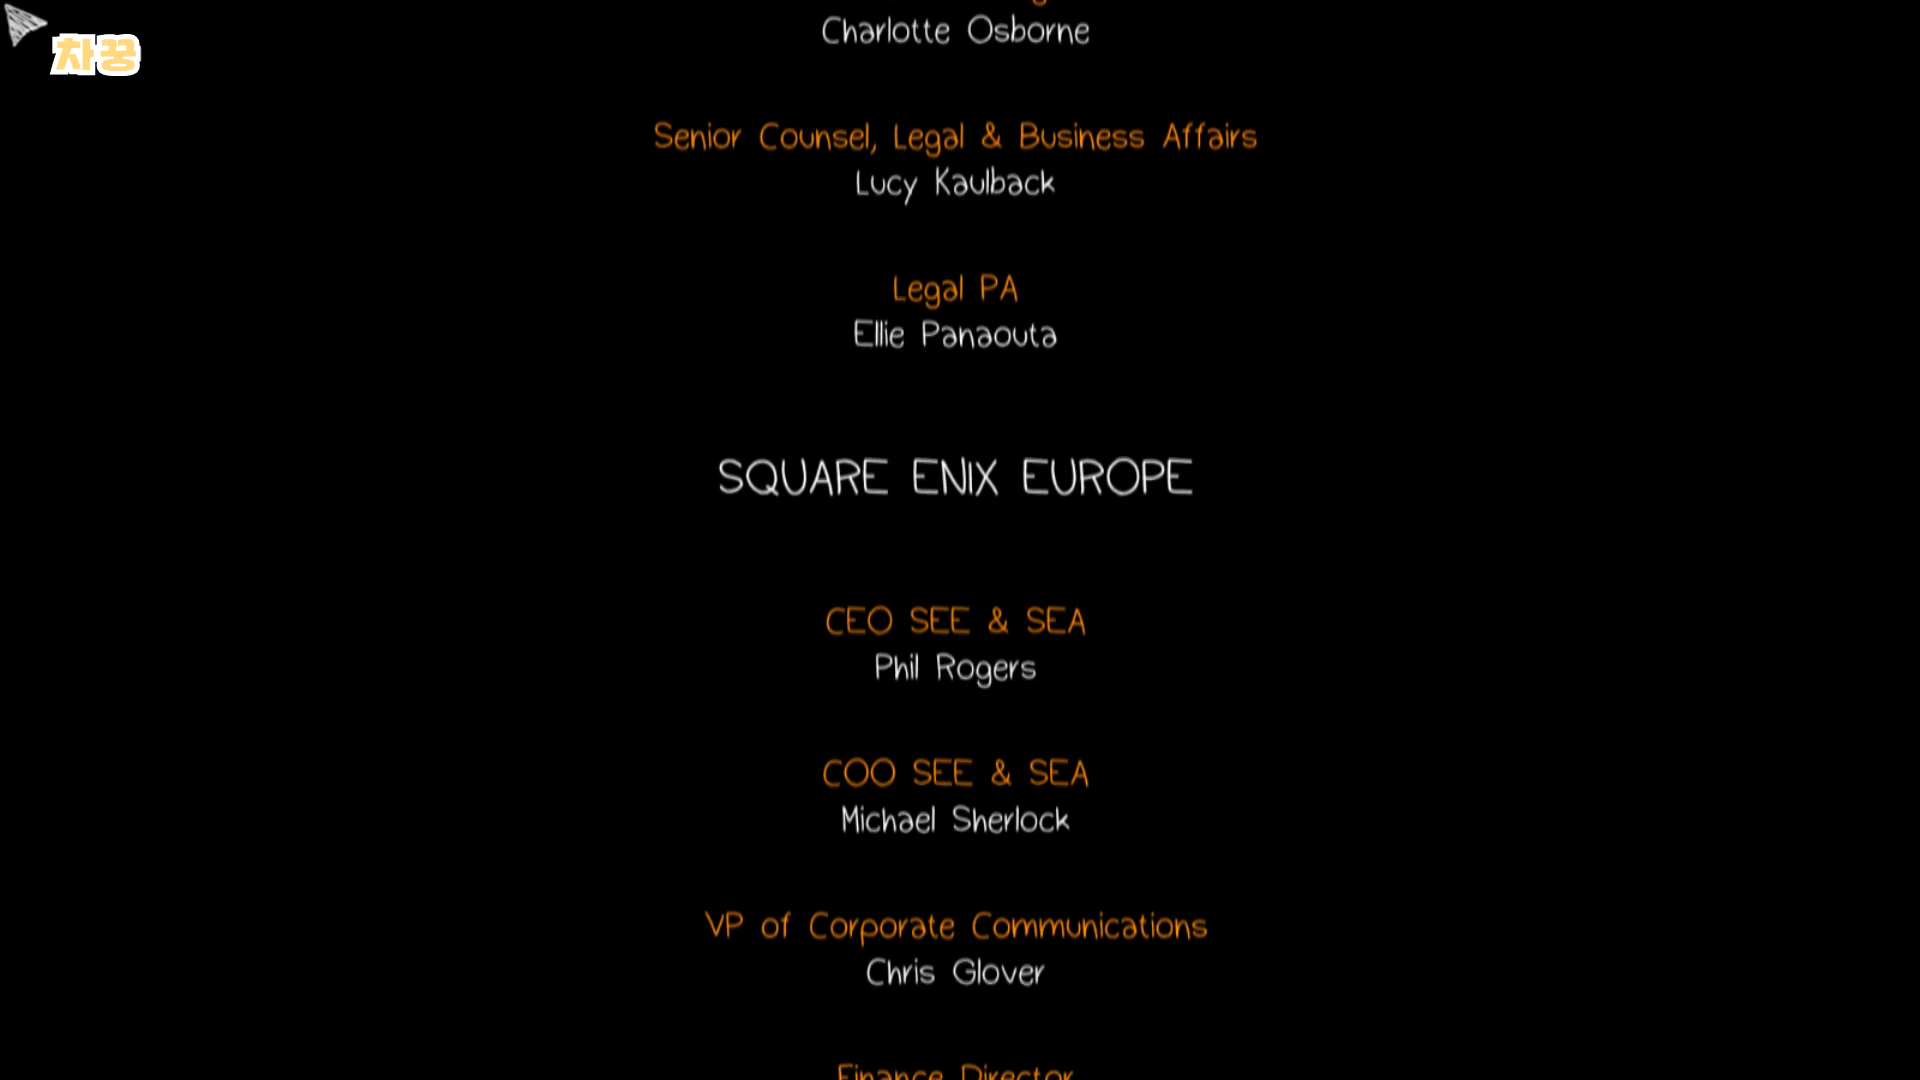 차꿍
Charlotte Osborne
Senior Counsel, Legal & Business Affairs
Lucy Kaulback
Legal PA
Ellie Panaouta
SQUARE ENIX EUROPE
CEO SEE & SEA
Phil Rogers
COO SEE & SEA
Michael Sherlock
VP of Corporate Communications
Chris Glover
Finance Director